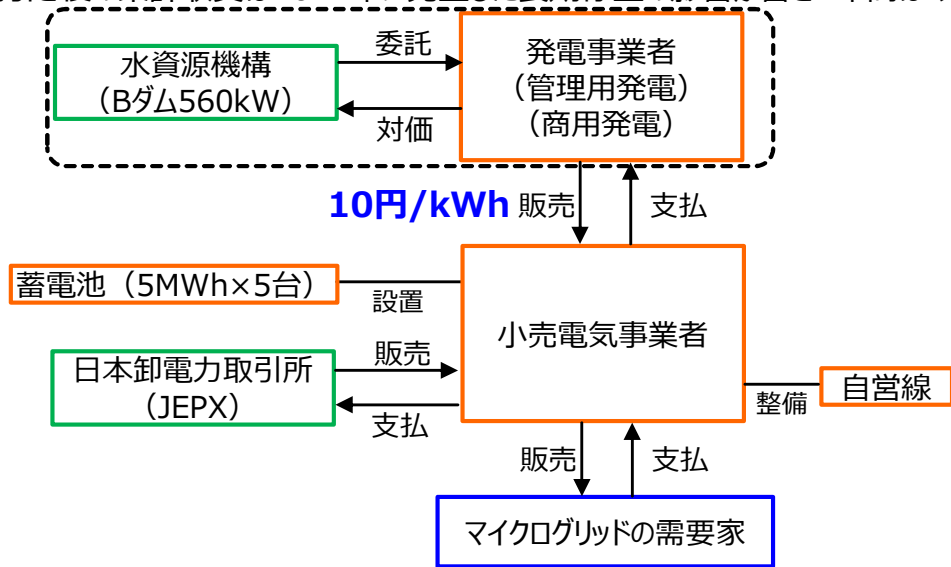 水資源機構
（Bダム560kW）
委託
対価
発電事業者
（管理用発電）
（商用発電）
10円/kWh
販売
支払
蓄電池（5MWh×5台）
設置
小売電気事業者
日本卸電力取引所
（JEPX）
販売
支払
整備
自営線
販売
支払
マイクログリッドの需要家